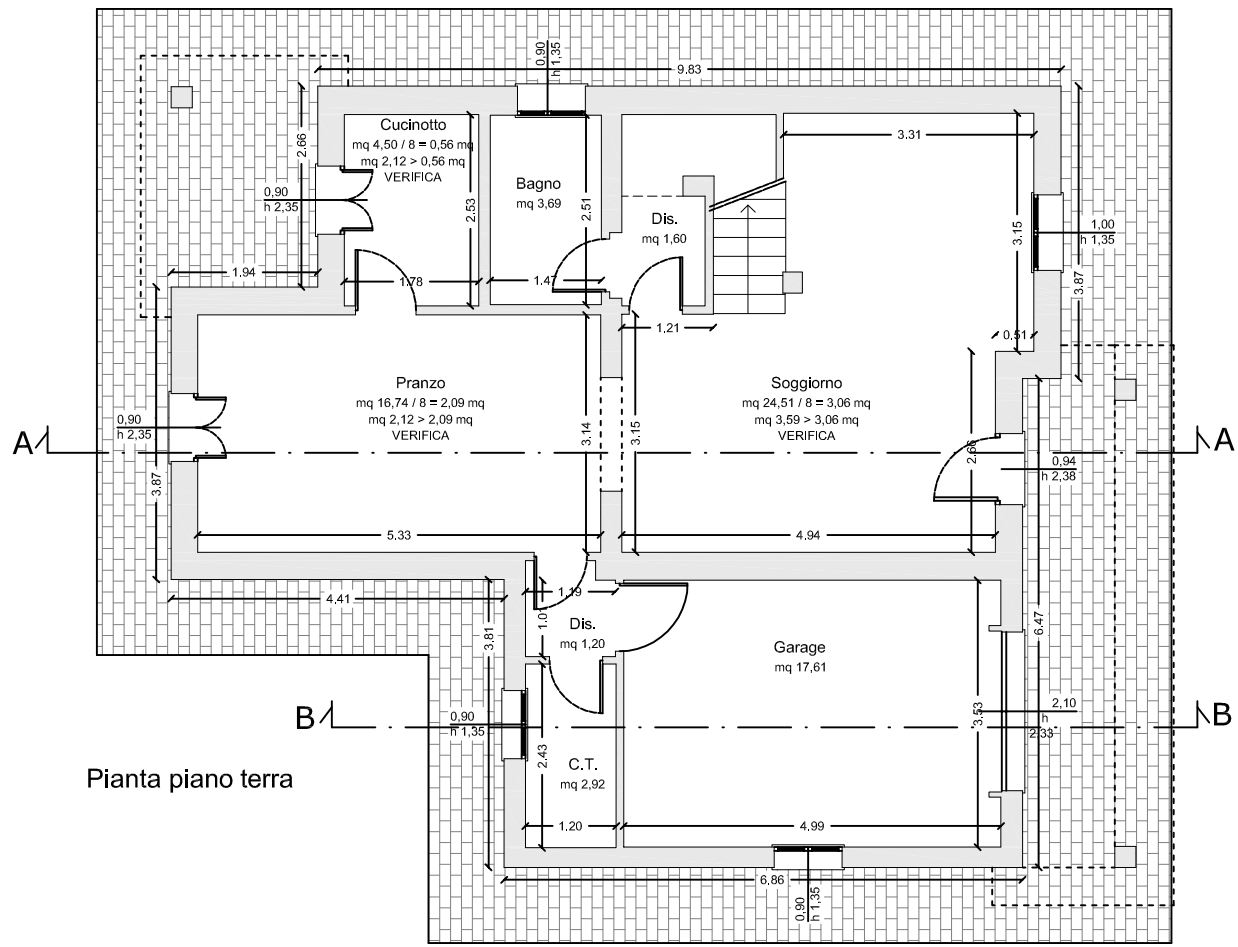 0,90
h 1,35
9.83
Cucinotto
mq 4,50 / 8 = 0,56 mq
mq 2,12 > 0,56 mq
VERIFICA
3.31
2.66
0,90
h 2,35
2.53
Bagno
mq 3,69
2.51
Dis.
mq 1,60
3.15
1,00
h 1,35
3.87
1.94
1.78
1.47
1,21
0,51
Pranzo
mq 16,74 / 8 = 2,09 mq
mq 2,12 > 2,09 mq
VERIFICA
Soggiorno
mq 24,51 / 8 = 3,06 mq
mq 3,59 > 3,06 mq
VERIFICA
0,90
h 2,35
3.14
3.15
2.66
A
A
0,94
h 2,38
3.87
5.33
4.94
4,41
3.81
1,19
1.01
Dis.
mq 1,20
Garage
mq 17,61
6.47
B
B
0,90
h 1,35
2.43
3.53
2,10
h
2.33
Pianta piano terra
C.T.
mq 2,92
1.20
4.99
6,86
0,90
h 1,35